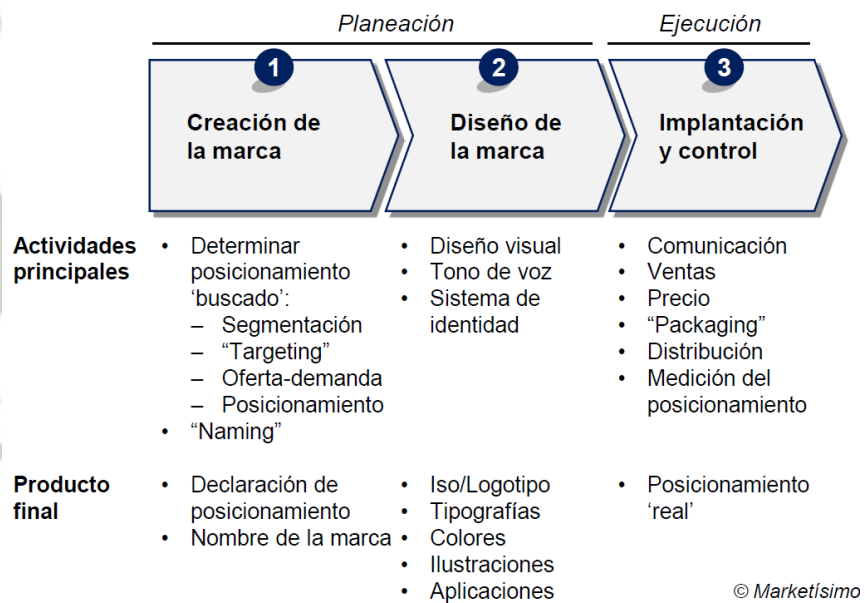 Planeación
Ejecución
1
2
3
Creación de
la marca
Diseño de
la marca
Implantación
y control
Actividades
principales
• Determinar
posicionamiento
‘buscado’:
– Segmentación
– “Targeting”
– Oferta-demanda
– Posicionamiento
• “Naming”
• Diseño visual
• Tono de voz
• Sistema de
identidad
• Comunicación
• Ventas
• Precio
• “Packaging”
• Distribución
• Medición del
posicionamiento
Producto
final
• Declaración de
posicionamiento
• Nombre de la marca
• Iso/Logotipo
• Tipografías
• Colores
• Ilustraciones
• Aplicaciones
• Posicionamiento
‘real’
© Marketísimo